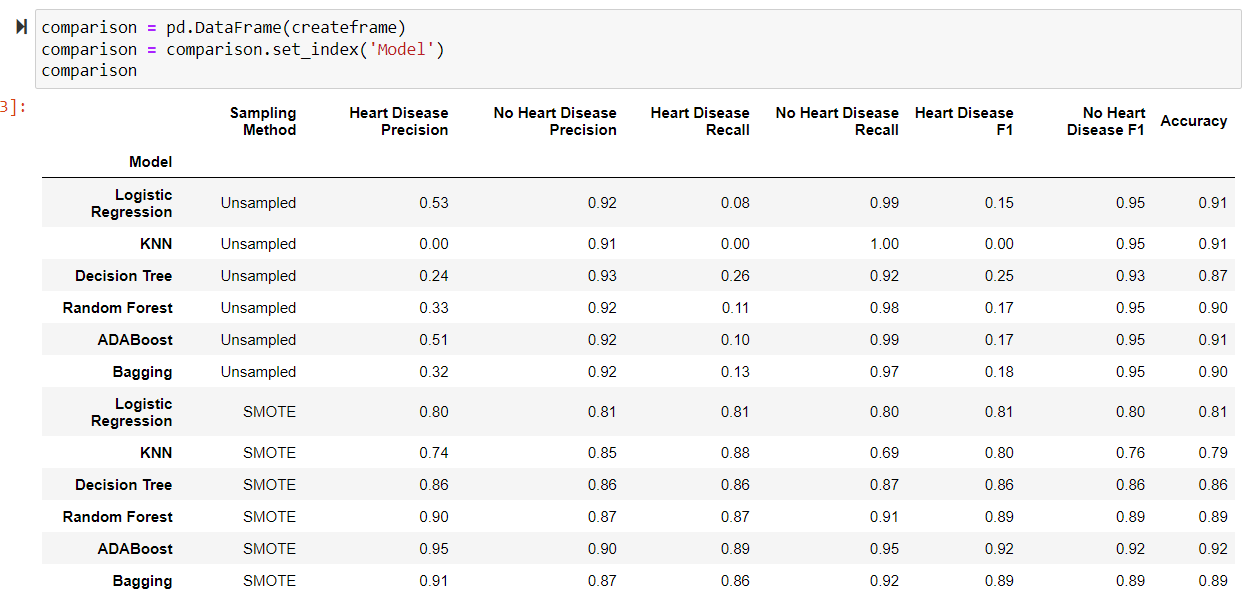 comparison = pd.DataFrame(createframe)
comparison = comparison.set_index('Model')
comparison
3]:
Sampling Method Heart Disease Precision No Heart Disease Precision Heart Disease Recall No Heart Disease Recall Heart Disease F1 No Heart Disease F1 Accuracy
Model
Logistic Regression Unsampled 0.53 0.92 0.08 0.99 0.15 0.95 0.91
KNN Unsampled 0.00 0.91 0.00 1.00 0.00 0.95 0.91
Decision Tree Unsampled 0.24 0.93 0.26 0.92 0.25 0.93 0.87
Random Forest Unsampled 0.33 0.92 0.11 0.98 0.17 0.95 0.90
ADABoost Unsampled 0.51 0.92 0.10 0.99 0.17 0.95 0.91
Bagging Unsampled 0.32 0.92 0.13 0.97 0.18 0.95 0.90
Logistic Regression SMOTE 0.80 0.81 0.81 0.80 0.81 0.80 0.81
KNN SMOTE 0.74 0.85 0.88 0.69 0.80 0.76 0.79
Decision Tree SMOTE 0.86 0.86 0.86 0.87 0.86 0.86 0.86
Random Forest SMOTE 0.90 0.87 0.87 0.91 0.89 0.89 0.89
ADABoost SMOTE 0.95 0.90 0.89 0.95 0.92 0.92 0.92
Bagging SMOTE 0.91 0.87 0.86 0.92 0.89 0.89 0.89